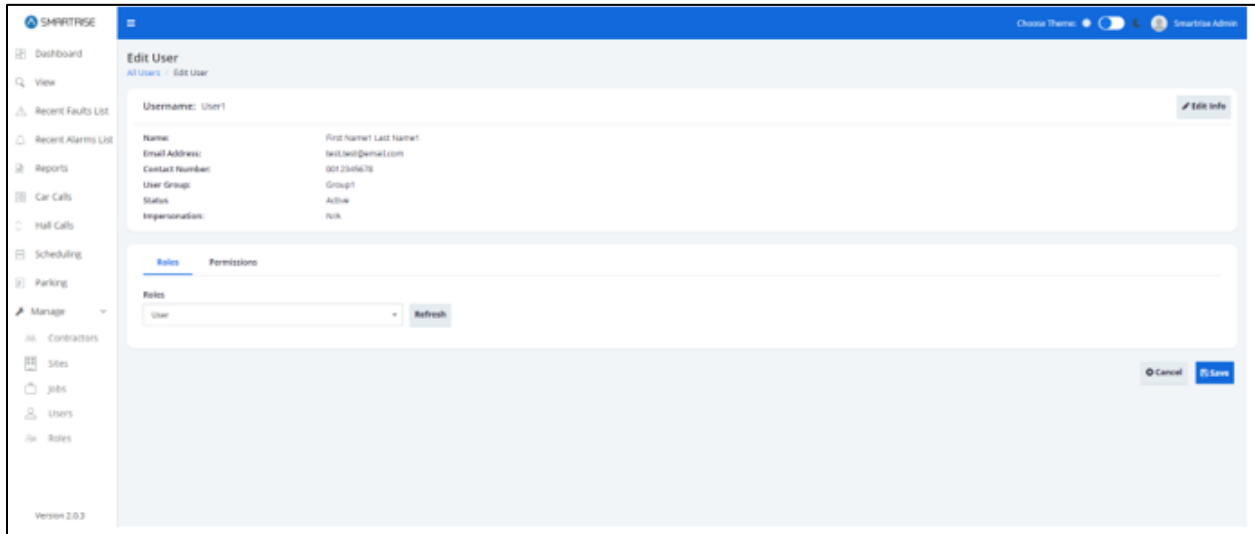 SMARTRISE
Choose Theme: Smartrise Admin
Dashboard
View
Recent Faults List
Recent Alarms List
Reports
Car Calls
Hall Calls
Scheduling
Parking
Manage
Contractors
Sites
Jobs
Users
Roles
Version 2.0.3
Edit User
All Users / Edit User
Username: User1
Edit Info
Name: First Name1 Last Name1
Email Address: test.test@email.com
Contact Number: 0012345678
User Group: Group1
Status Active
Impersonation: N/A
Roles Permissions
Roles
User Refresh
Cancel Save